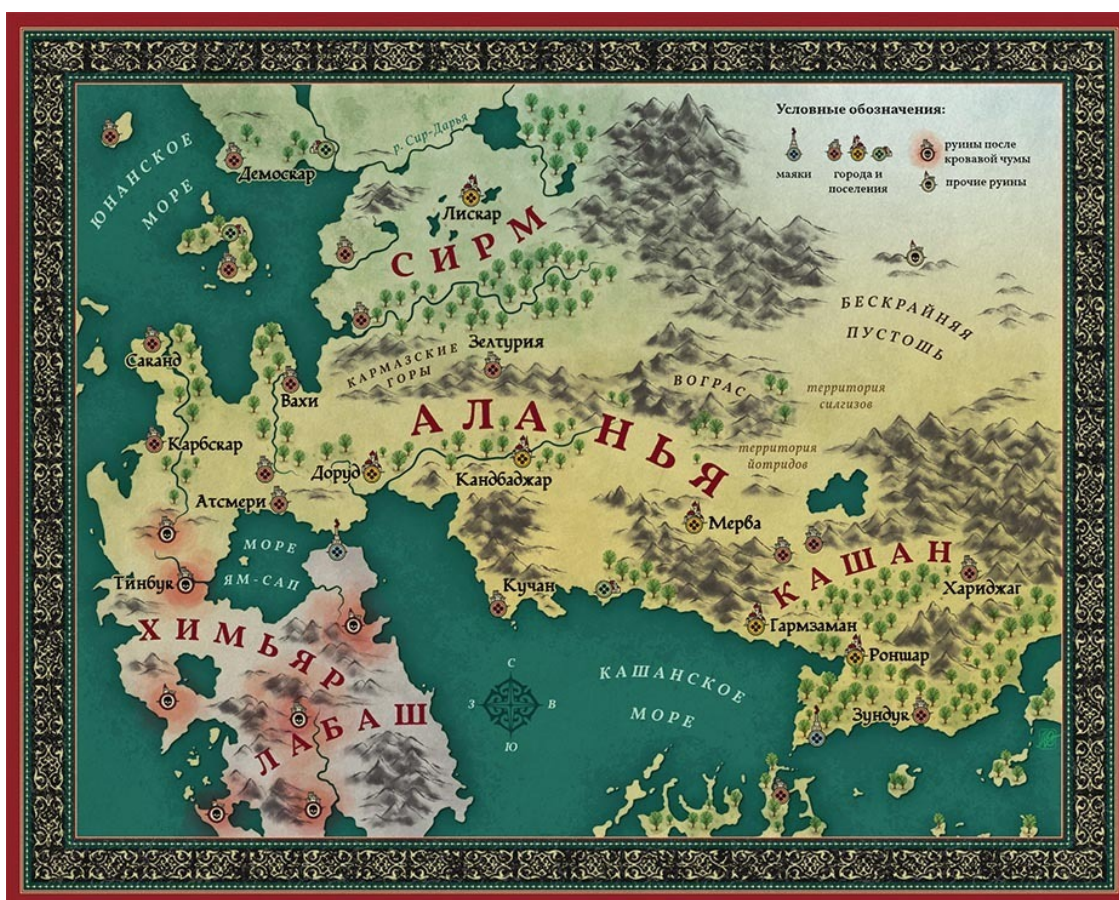 Условные обозначения:
маяки
города и
поселения
руины после
кровавой чумы
прочие руины
ЮНАНСКОЕ
МОРЕ
Демоскар
р. Сир-Дарья
Лискар
СИРМ
БЕСКРАЙНЯЯ
ПУСТОШЬ
Саканд
КАРМАЗСКИЕ
ГОРЫ
Зелтурия
ВОГРАС
территория
силгизов
Вахи
АЛАНЬЯ
Карбскар
территория
йотридов
Доруд
Кандбаджар
Атсмери
Мерба
МОРЕ
ЯМ-САП
Тинбук
Кучан
КАШАН
Хариджаг
ХИМЬЯР
Гармзаман
Роншар
КАШАНСКОЕ
МОРЕ
С
З
В
Ю
ЛАБАШ
Зундук